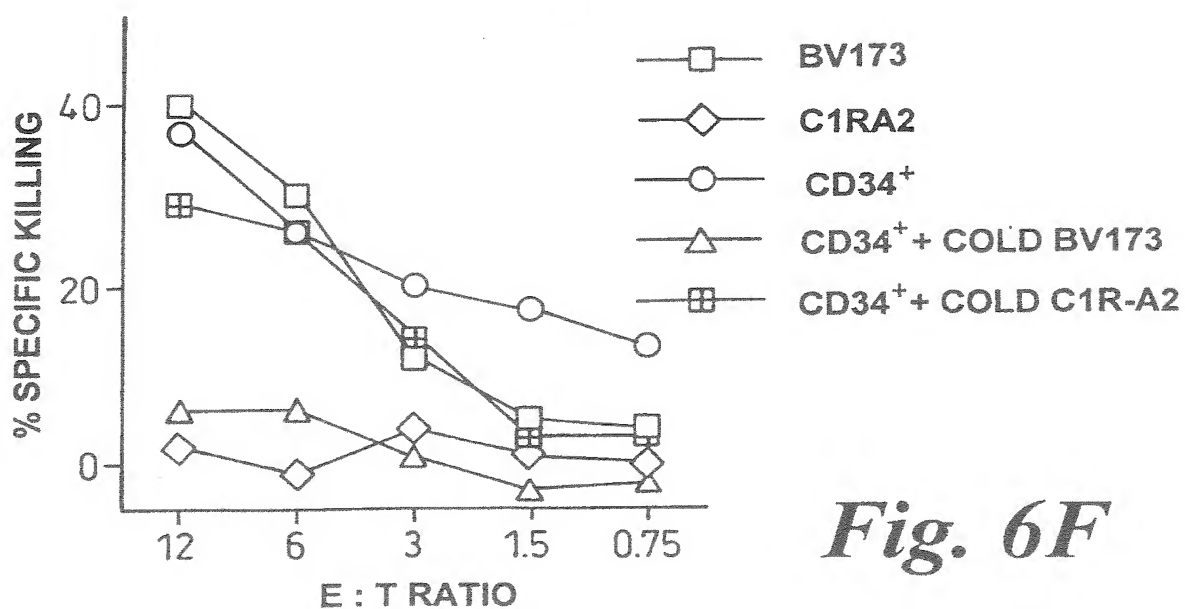 % SPECIFIC KILLING
40
20
0
12 6 3 1.5 0.75
E : T RATIO
BV173
C1RA2
CD34⁺
CD34⁺ + COLD BV173
CD34⁺ + COLD C1R-A2
Fig. 6F